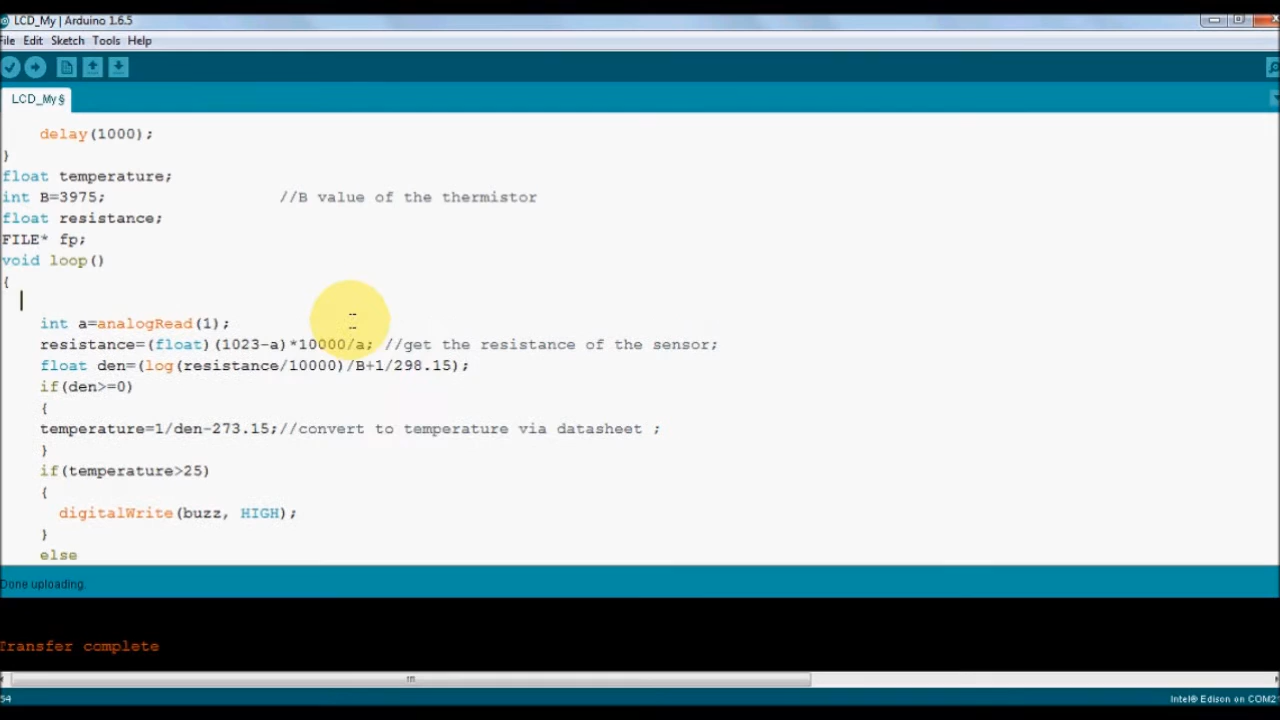 LCD_My | Arduino 1.6.5
File Edit Sketch Tools Help
LCD_My§
delay(1000);
}
float temperature;
int B=3975; //B value of the thermistor
float resistance;
FILE* fp;
void loop()
{
int a=analogRead(1);
resistance=(float)(1023-a)*10000/a; //get the resistance of the sensor;
float den=(log(resistance/10000)/B+1/298.15);
if(den>=0)
{
temperature=1/den-273.15;//convert to temperature via datasheet ;
}
if(temperature>25)
{
digitalWrite(buzz, HIGH);
}
else
Done uploading.
Transfer complete
54
Intel® Edison on COM2